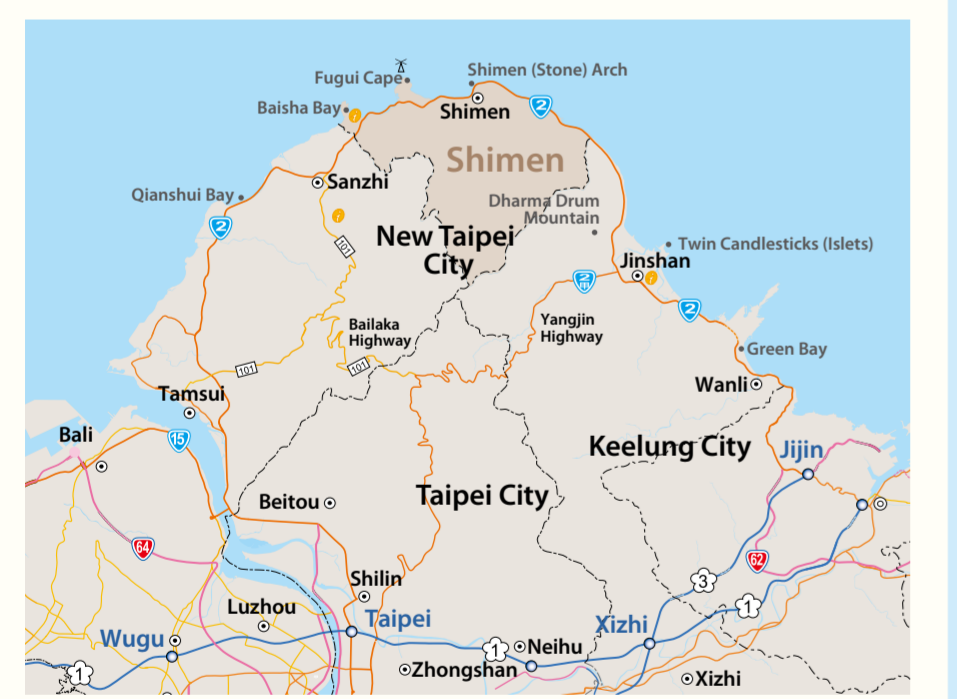 Fugui Cape
Shimen (Stone) Arch
Baisha Bay
i
Shimen
2
Shimen
Sanzhi
Qianshui Bay
Dharma Drum
Mountain
i
2
101
New Taipei
City
Twin Candlesticks (Islets)
Jinshan
i
2
2
Bailaka
Highway
Yangjin
Highway
Green Bay
101
101
Wanli
Tamsui
Bali
15
Keelung City
Jijin
Beitou
Taipei City
64
62
3
Shilin
1
Luzhou
Taipei
Xizhi
Wugu
1
Neihu
1
Zhongshan
Xizhi